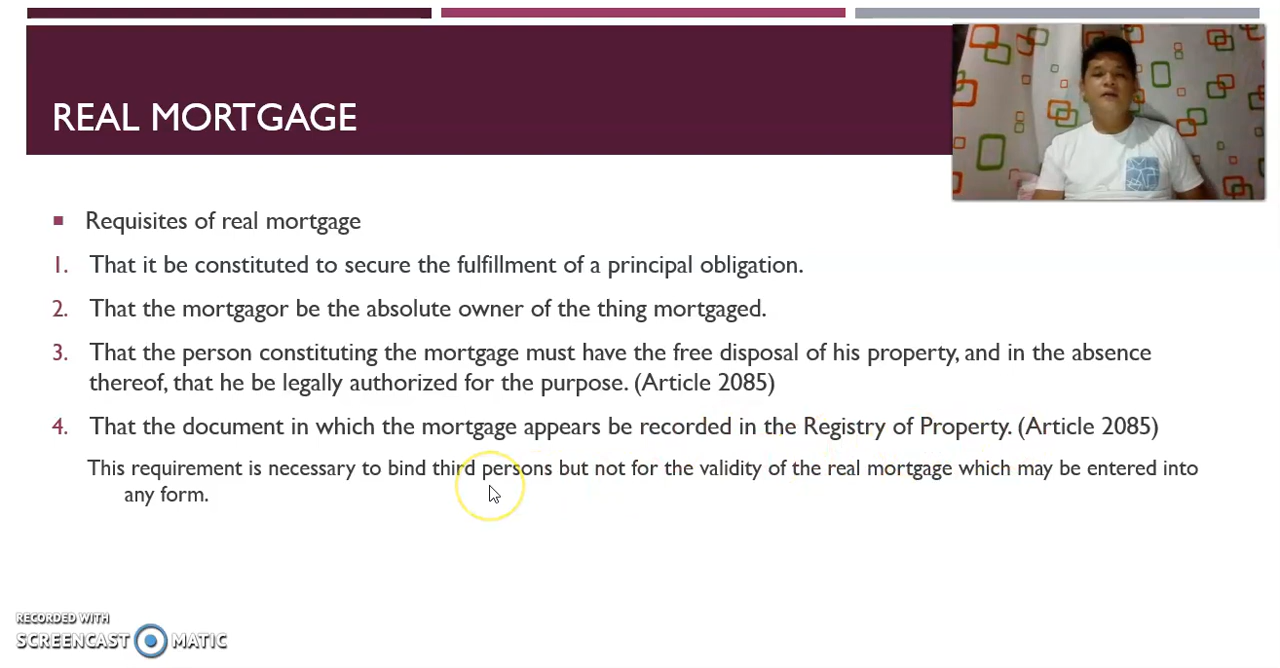 REAL MORTGAGE
Requisites of real mortgage
1. That it be constituted to secure the fulfillment of a principal obligation.
2. That the mortgagor be the absolute owner of the thing mortgaged.
3. That the person constituting the mortgage must have the free disposal of his property, and in the absence
thereof, that he be legally authorized for the purpose. (Article 2085)
4. That the document in which the mortgage appears be recorded in the Registry of Property. (Article 2085)
This requirement is necessary to bind third persons but not for the validity of the real mortgage which may be entered into
any form.
RECORDED WITH
SCREENCAST MATIC